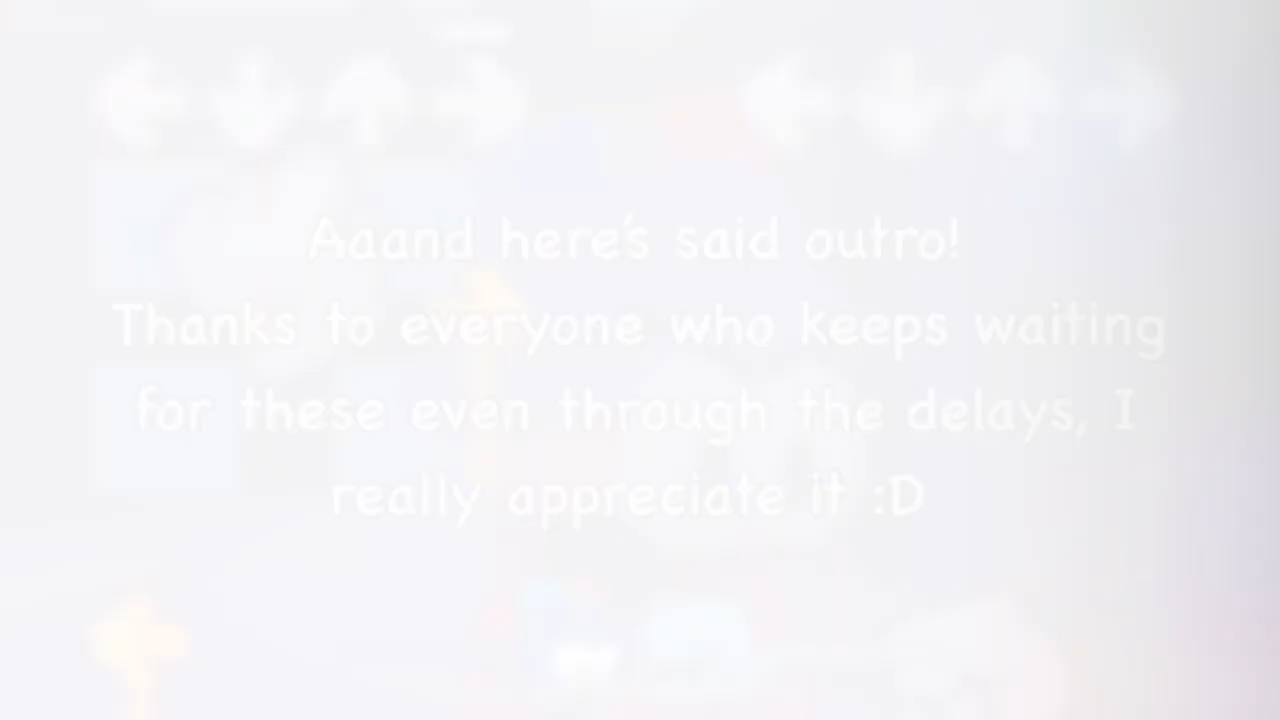 Aaand here's said outro!
Thanks to everyone who keeps waiting
for these even through the delays, I
really appreciate it :D